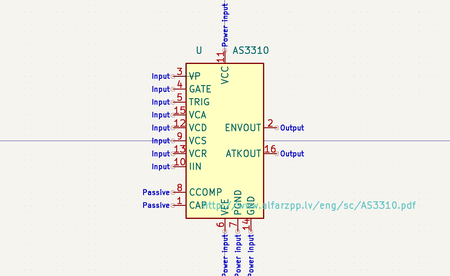 Power input
U AS3310
11
VCC
Input 3 VP
Input 4 GATE
Input 5 TRIG
Input 15 VCA
Input 12 VCD
Input 9 VCS
Input 13 VCR
Input 10 IIN
ENVOUT 2 Output
ATKOUT 16 Output
Passive 8 CCOMP
Passive 1 CAP
http://www.alfarzpp.lv/eng/sc/AS3310.pdf
VEE PGND GND
6 7 14
Power input Power input Power input